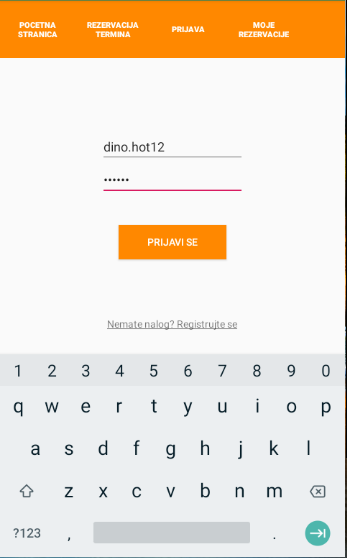 POCETNA STRANICA
REZERVACIJA TERMINA
PRIJAVA
MOJE REZERVACIJE
dino.hot12
••••••
PRIJAVI SE
Nemate nalog? Registrujte se
1 2 3 4 5 6 7 8 9 0
q w e r t y u i o p
a s d f g h j k l
z x c v b n m
?123 , .